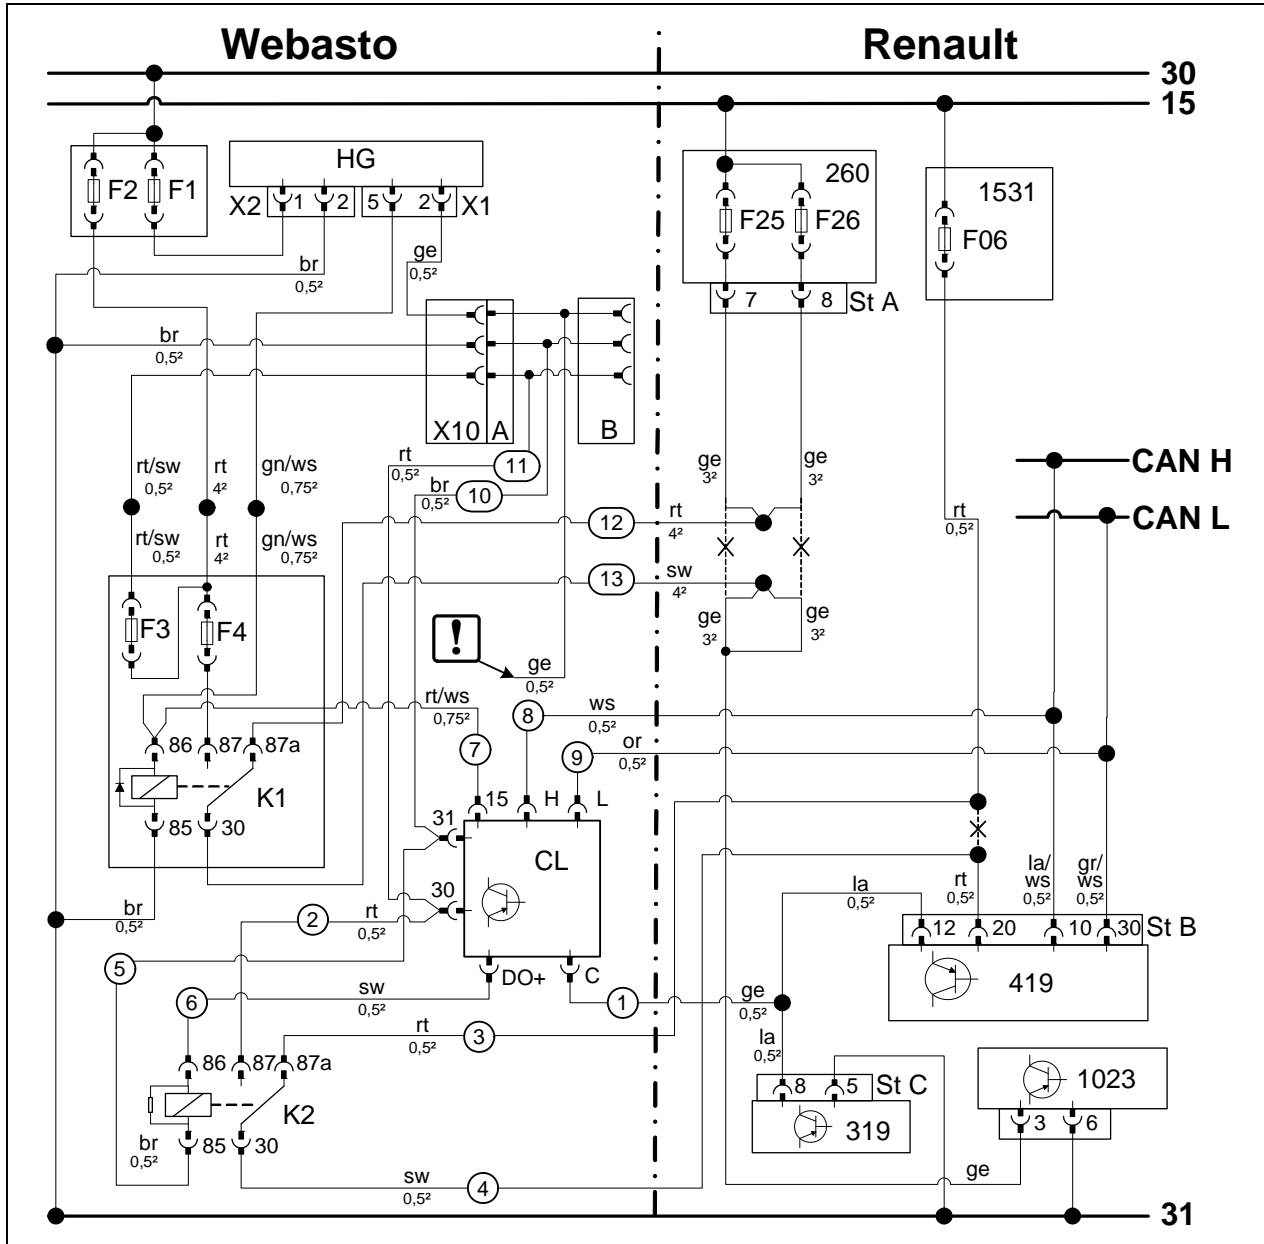 Webasto
Renault
30
15
HG
260
1531
F2
F1
X2
1
2
5
2
X1
F25
F26
F06
br
0,5²
ge
0,5²
7
8
St A
br
0,5²
X10
A
B
rt
0,5²
11
rt/sw
0,5²
rt
4²
gn/ws
0,75²
br
0,5²
10
ge
3²
ge
3²
CAN H
CAN L
rt
0,5²
12
rt
4²
rt/sw
0,5²
rt
4²
gn/ws
0,75²
13
sw
4²
F3
F4
!
ge
3²
ge
3²
ge
0,5²
rt/ws
0,75²
8
ws
0,5²
7
9
or
0,5²
86
87
87a
K1
85
30
15
H
L
31
CL
30
br
0,5²
2
rt
0,5²
la
0,5²
rt
0,5²
la/
ws
0,5²
gr/
ws
0,5²
12
20
10
30
St B
419
5
DO+
C
6
sw
0,5²
1
ge
0,5²
rt
0,5²
3
la
0,5²
86
87
87a
K2
8
5
St C
319
1023
3
6
br
0,5²
85
30
sw
0,5²
4
ge
31